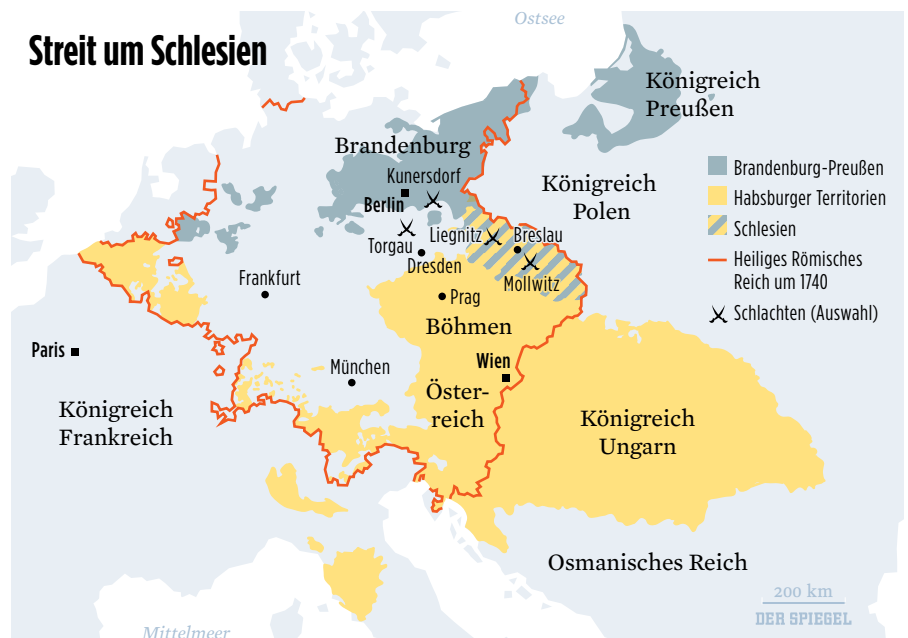 Streit um Schlesien
Ostsee
Königreich
Preußen
Brandenburg
Kunersdorf
Berlin
Königreich
Polen
Torgau
Liegnitz
Breslau
Dresden
Mollwitz
Frankfurt
Prag
Böhmen
Paris
München
Wien
Öster-
reich
Königreich
Frankreich
Königreich
Ungarn
Osmanisches Reich
Mittelmeer
Brandenburg-Preußen
Habsburger Territorien
Schlesien
Heiliges Römisches
Reich um 1740
Schlachten (Auswahl)
200 km
DER SPIEGEL